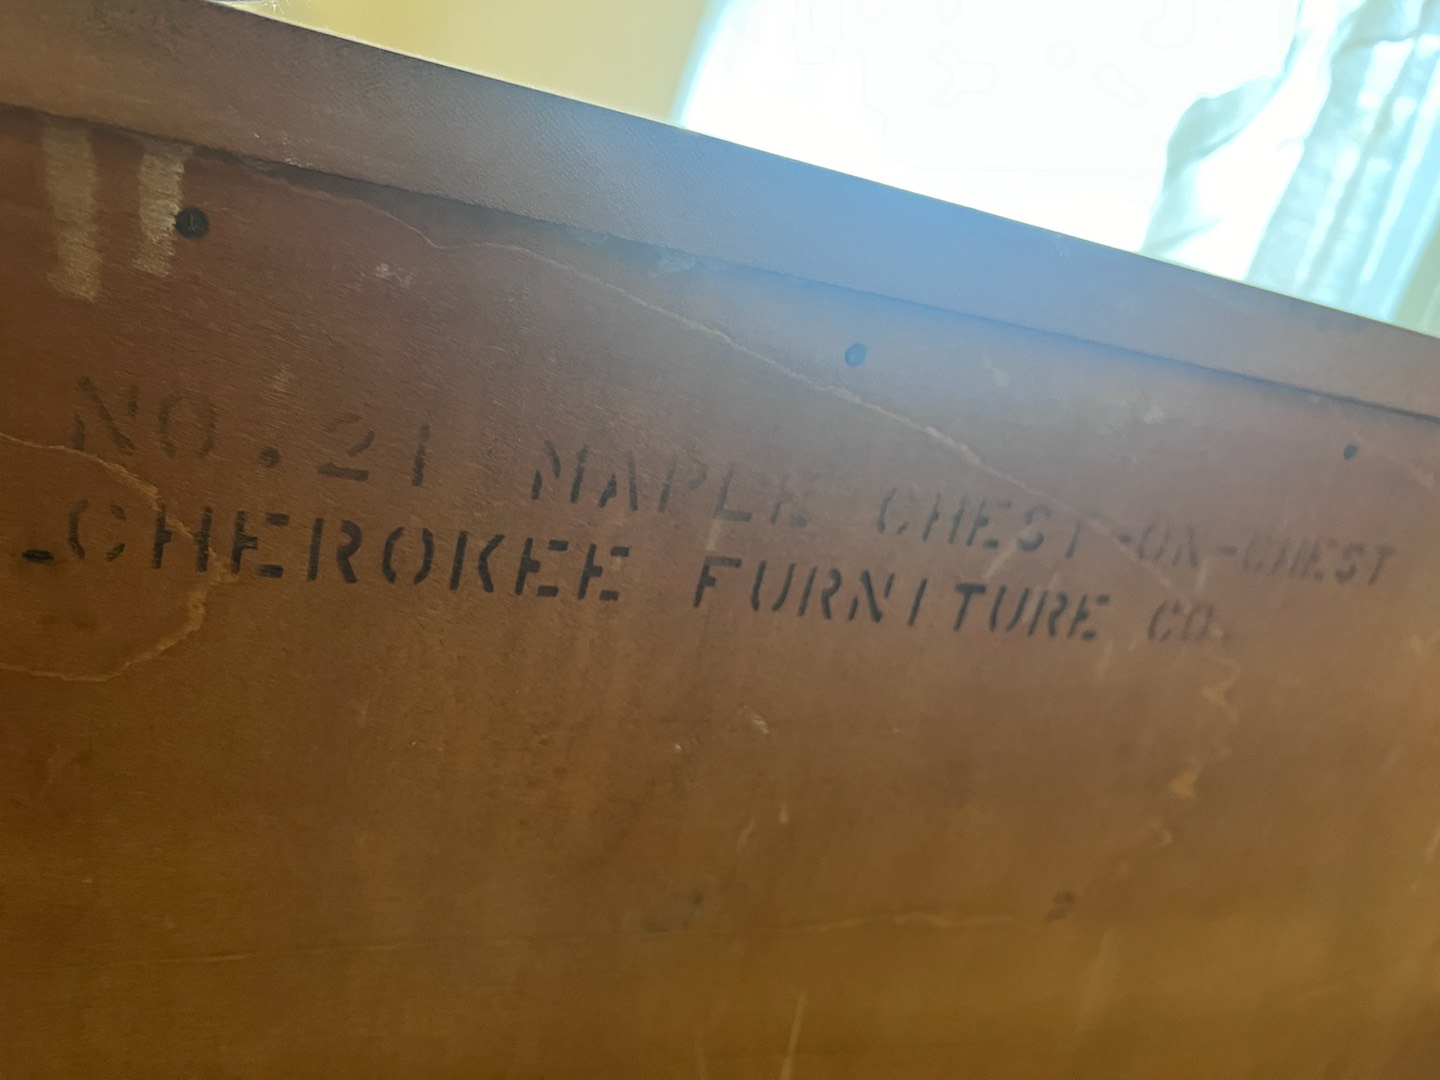 NO. 21 MAPLE CHEST-ON-CHEST
CHEROKEE FURNITURE CO.